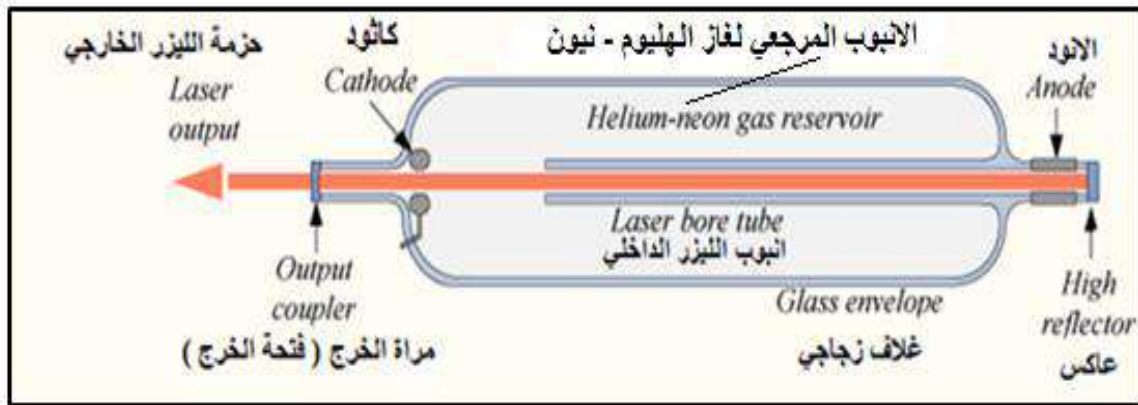 حزمة الليزر الخارجي
Laser
output
كاثود
Cathode
الانبوب المرجعي لغاز الهليوم - نيون
Helium-neon gas reservoir
الانود
Anode
Laser bore tube
انبوب الليزر الداخلي
Output
coupler
مراة الخرج ( فتحة الخرج )
Glass envelope
غلاف زجاجي
High
reflector
عاكس